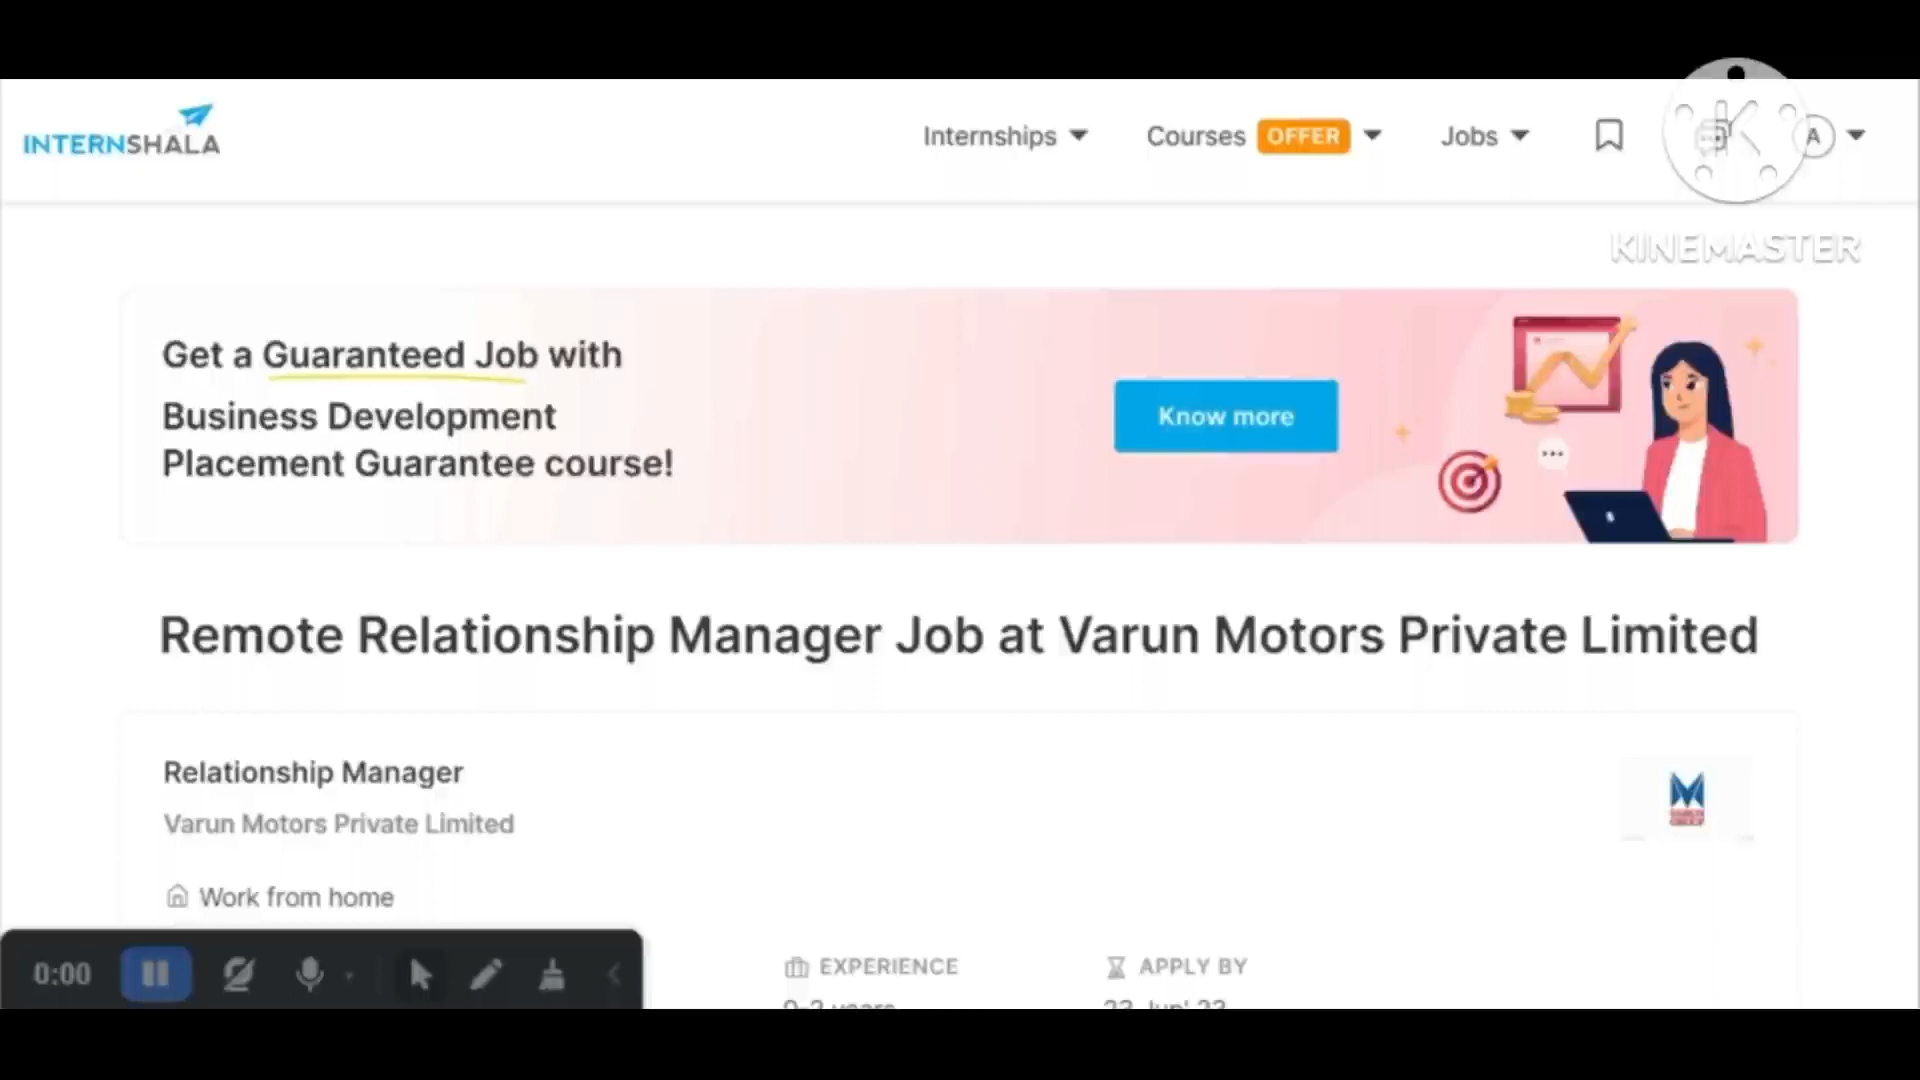 INTERNSHALA
Internships
Courses OFFER
Jobs
A
KINEMASTER
Get a Guaranteed Job with
Business Development
Placement Guarantee course!
Know more
Remote Relationship Manager Job at Varun Motors Private Limited
Relationship Manager
Varun Motors Private Limited
Work from home
0:00
EXPERIENCE
APPLY BY